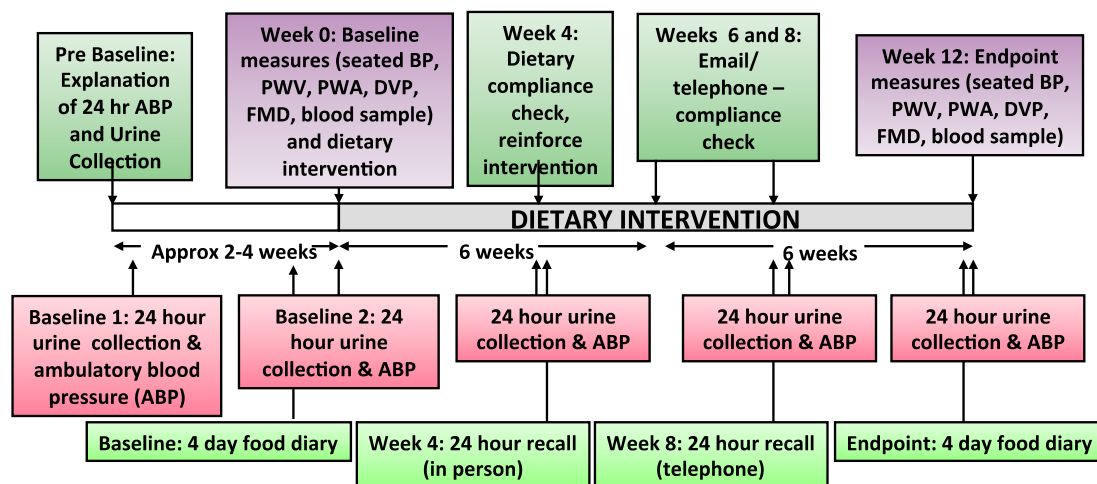 Pre Baseline:
Explanation
of 24 hr ABP
and Urine
Collection
Week 0: Baseline
measures (seated BP,
PWV, PWA, DVP,
FMD, blood sample)
and dietary
intervention
Week 4:
Dietary
compliance
check,
reinforce
intervention
Weeks 6 and 8:
Email/
telephone –
compliance
check
Week 12: Endpoint
measures (seated BP,
PWV, PWA, DVP,
FMD, blood sample)
DIETARY INTERVENTION
Approx 2-4 weeks
6 weeks
6 weeks
Baseline 1: 24 hour
urine collection &
ambulatory blood
pressure (ABP)
Baseline 2: 24
hour urine
collection & ABP
24 hour urine
collection & ABP
24 hour urine
collection & ABP
24 hour urine
collection & ABP
Baseline: 4 day food diary
Week 4: 24 hour recall
(in person)
Week 8: 24 hour recall
(telephone)
Endpoint: 4 day food diary